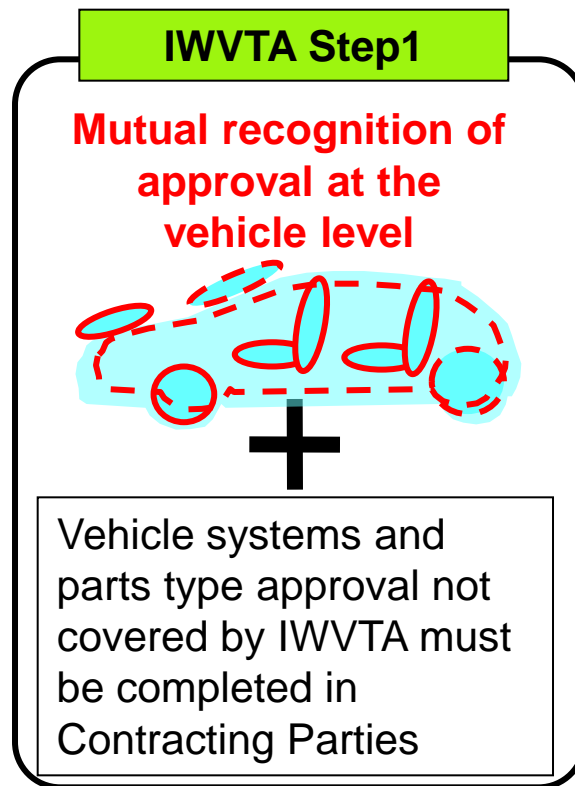 IWVTA Step1
Mutual recognition of
approval at the
vehicle level
Vehicle systems and
parts type approval not
covered by IWVTA must
be completed in
Contracting Parties